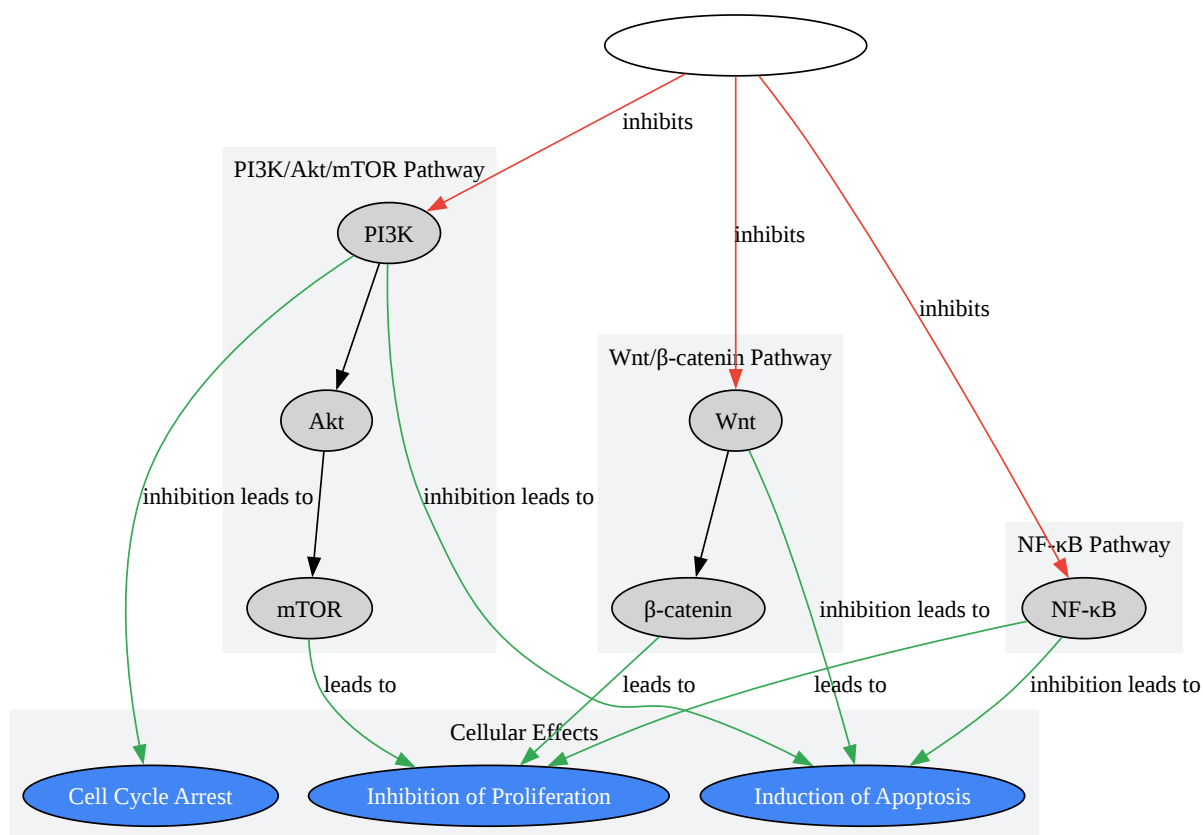 inhibits
PI3K/Akt/mTOR Pathway
PI3K
inhibits
inhibits
Wnt/β-catenin Pathway
Akt
Wnt
inhibition leads to
inhibition leads to
NF-κB Pathway
mTOR
β-catenin
inhibition leads to
NF-κB
leads to
leads to
leads to
inhibition leads to
Cellular Effects
Cell Cycle Arrest
Inhibition of Proliferation
Induction of Apoptosis